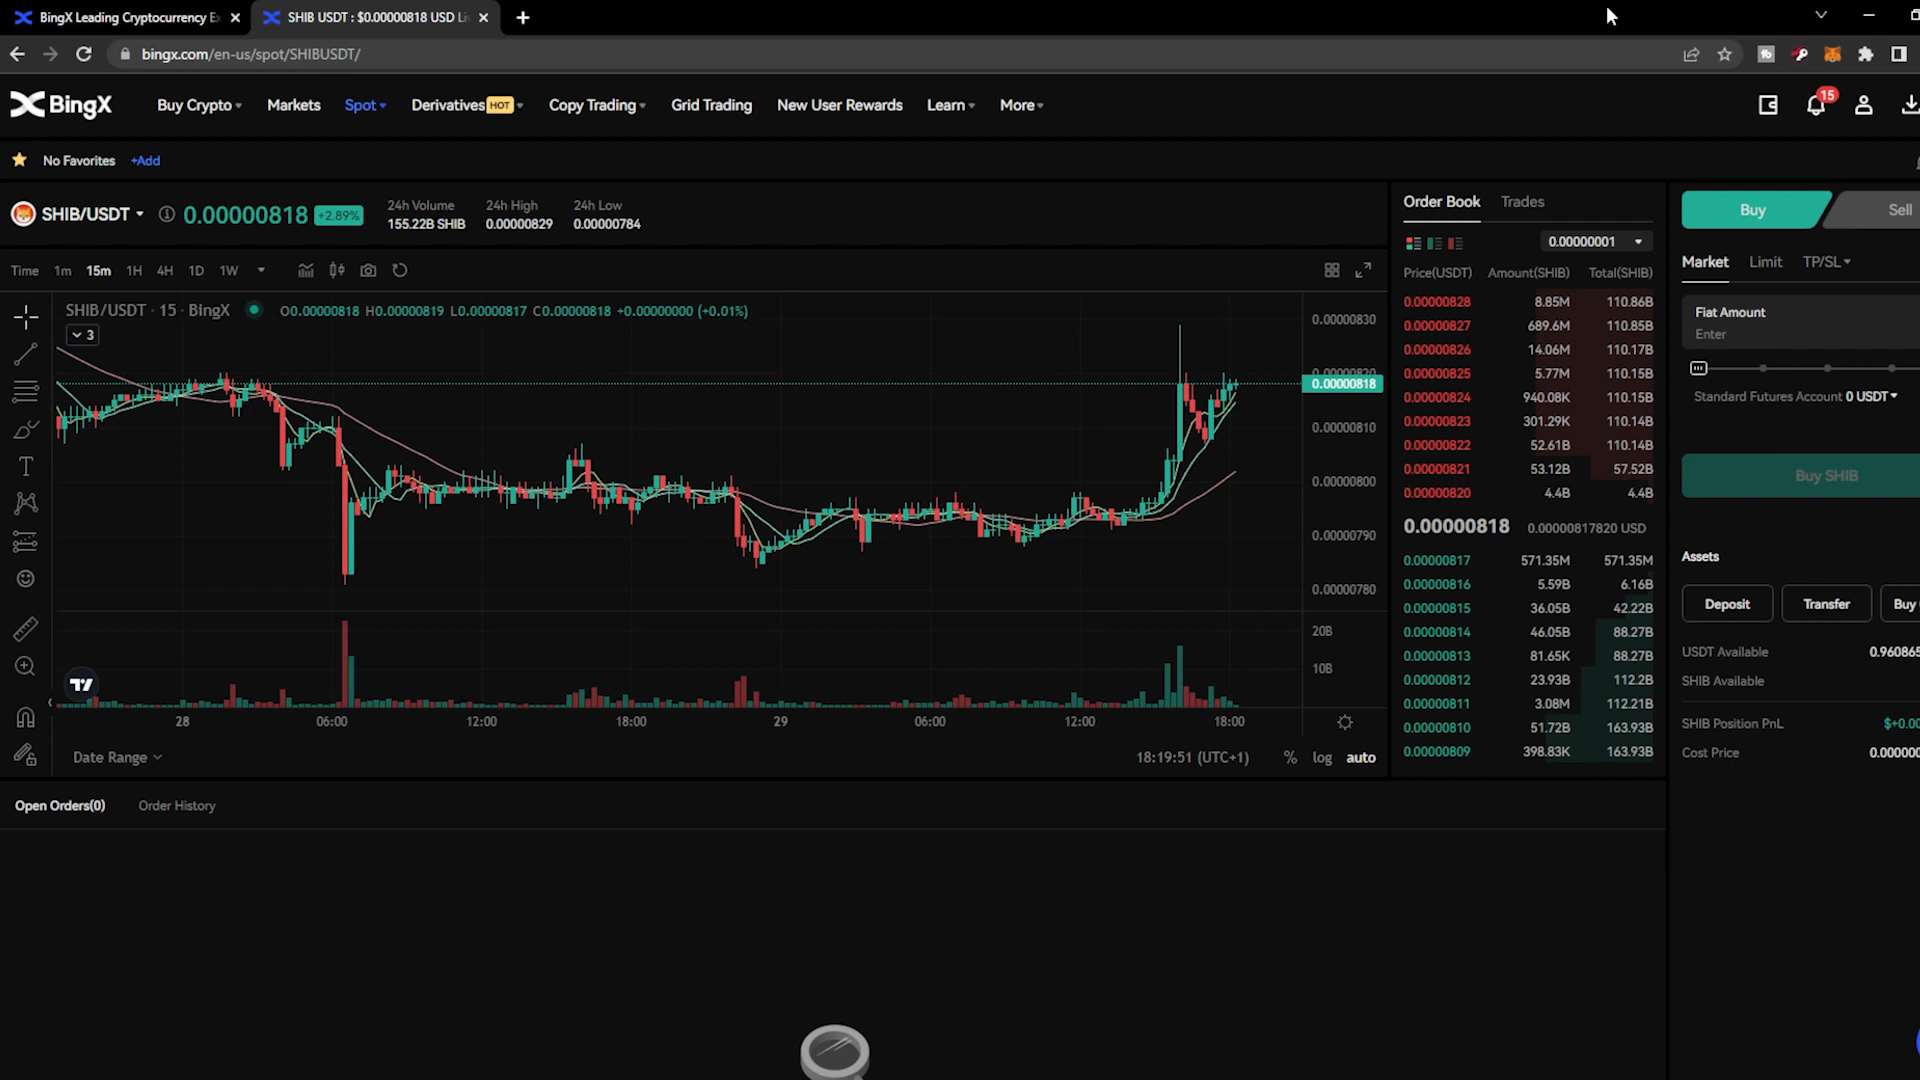 BingX Leading Cryptocurrency Ex
SHIB USDT : $0.00000818 USD Li
bingx.com/en-us/spot/SHIBUSDT/
BingX
Buy Crypto
Markets
Spot
Derivatives HOT
Copy Trading
Grid Trading
New User Rewards
Learn
More
15
No Favorites
+Add
SHIB/USDT
0.00000818
+2.89%
24h Volume
155.22B SHIB
24h High
0.00000829
24h Low
0.00000784
Time 1m 15m 1H 4H 1D 1W
SHIB/USDT · 15 · BingX
O0.00000818 H0.00000819 L0.00000817 C0.00000818 +0.00000000 (+0.01%)
3
0.00000830
0.00000820
0.00000818
0.00000810
0.00000800
0.00000790
0.00000780
20B
10B
28 06:00 12:00 18:00 29 06:00 12:00 18:00
Date Range
18:19:51 (UTC+1)
% log auto
Order Book
Trades
0.00000001
Price(USDT) Amount(SHIB) Total(SHIB)
0.00000828 8.85M 110.86B
0.00000827 689.6M 110.85B
0.00000826 14.06M 110.17B
0.00000825 5.77M 110.15B
0.00000824 940.08K 110.15B
0.00000823 301.29K 110.14B
0.00000822 52.61B 110.14B
0.00000821 53.12B 57.52B
0.00000820 4.4B 4.4B
0.00000818 0.00000817820 USD
0.00000817 571.35M 571.35M
0.00000816 5.59B 6.16B
0.00000815 36.05B 42.22B
0.00000814 46.05B 88.27B
0.00000813 81.65K 88.27B
0.00000812 23.93B 112.2B
0.00000811 3.08M 112.21B
0.00000810 51.72B 163.93B
0.00000809 398.83K 163.93B
Buy
Sell
Market
Limit
TP/SL
Fiat Amount
Enter
Standard Futures Account 0 USDT
Buy SHIB
Assets
Deposit
Transfer
Buy
USDT Available 0.960865
SHIB Available
SHIB Position PnL $+0.00
Cost Price 0.000000
Open Orders(0)
Order History